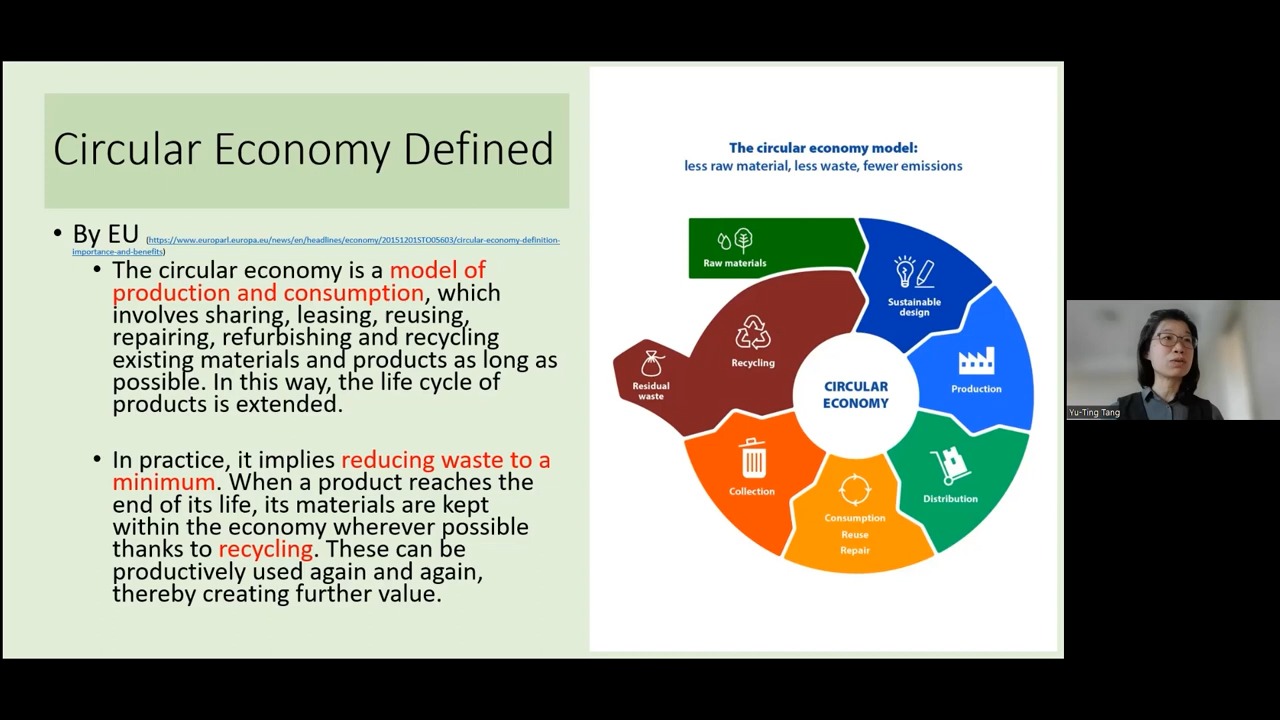 Circular Economy Defined
• By EU (https://www.europarl.europa.eu/news/en/headlines/economy/20151201STO05603/circular-economy-definition-
importance-and-benefits)
• The circular economy is a model of
production and consumption, which
involves sharing, leasing, reusing,
repairing, refurbishing and recycling
existing materials and products as long as
possible. In this way, the life cycle of
products is extended.
• In practice, it implies reducing waste to a
minimum. When a product reaches the
end of its life, its materials are kept
within the economy wherever possible
thanks to recycling. These can be
productively used again and again,
thereby creating further value.
The circular economy model:
less raw material, less waste, fewer emissions
Raw materials
Sustainable
design
Production
Distribution
Consumption
Reuse
Repair
Collection
Recycling
Residual
waste
CIRCULAR
ECONOMY
Yu-Ting Tang